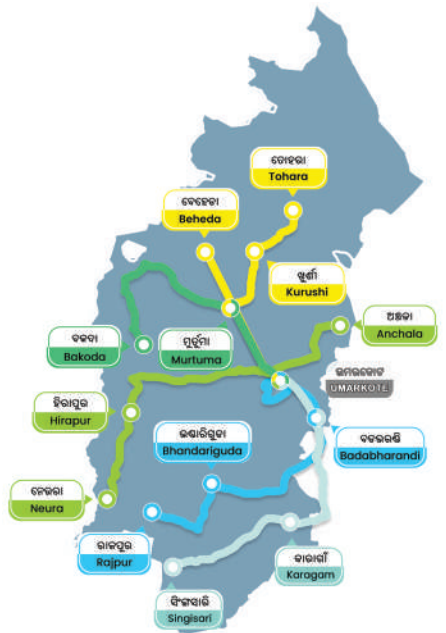 ତୋହରା
Tohara
ବେହେଡା
Beheda
ଖୁର୍ଶୀ
Kurushi
ଅଞ୍ଚଳା
Anchala
ମୁର୍ତୁମା
Murtuma
ବକଡା
Bakoda
ଉମରକୋଟ
UMARKOTE
ହିରାପୁର
Hirapur
ଭଣ୍ଡାରିଗୁଡା
Bhandariguda
ବଡଭରଣ୍ଡି
Badabharandi
ନେଉରା
Neura
ରାଜପୁର
Rajpur
କାରାଗାଁ
Karagam
ସିଂଙ୍ଗସାରି
Singisari